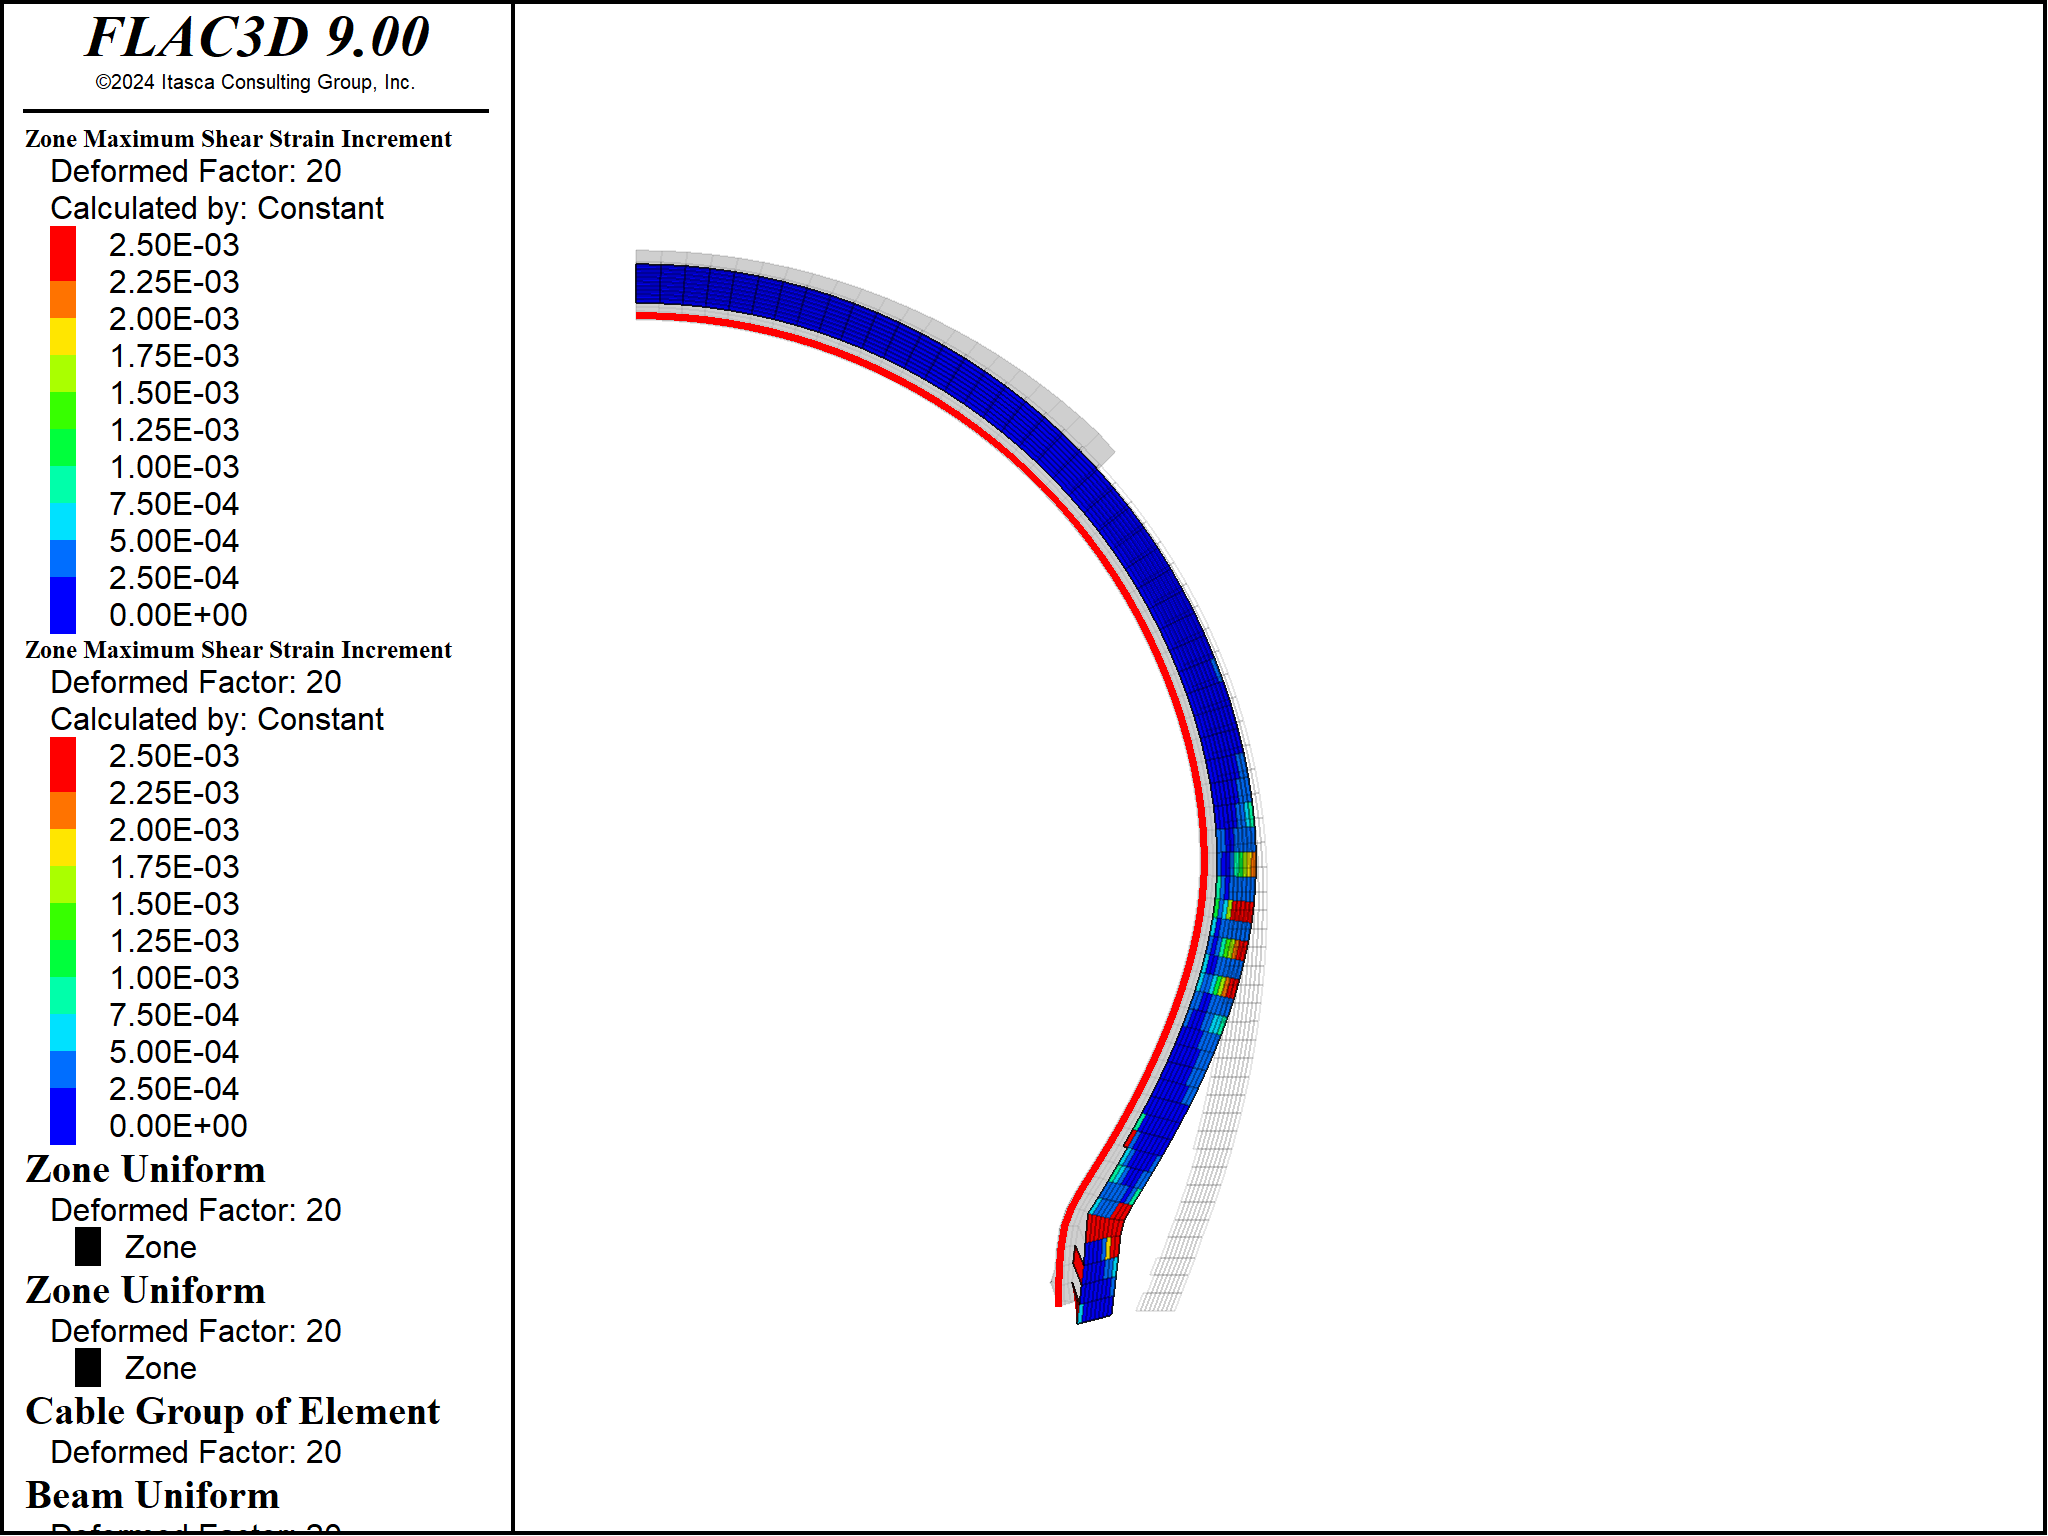 FLAC3D 9.00
©2024 Itasca Consulting Group, Inc.
Zone Maximum Shear Strain Increment
Deformed Factor: 20
Calculated by: Constant
2.50E-03
2.25E-03
2.00E-03
1.75E-03
1.50E-03
1.25E-03
1.00E-03
7.50E-04
5.00E-04
2.50E-04
0.00E+00
Zone Maximum Shear Strain Increment
Deformed Factor: 20
Calculated by: Constant
2.50E-03
2.25E-03
2.00E-03
1.75E-03
1.50E-03
1.25E-03
1.00E-03
7.50E-04
5.00E-04
2.50E-04
0.00E+00
Zone Uniform
Deformed Factor: 20
Zone
Zone Uniform
Deformed Factor: 20
Zone
Cable Group of Element
Deformed Factor: 20
Beam Uniform